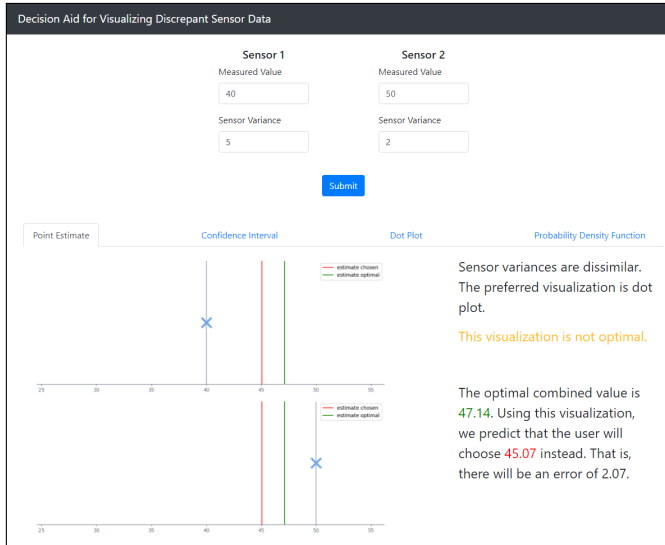 Decision Aid for Visualizing Discrepant Sensor Data
Sensor 1
Sensor 2
Measured Value
Measured Value
40
50
Sensor Variance
Sensor Variance
5
2
Submit
Point Estimate
Confidence Interval
Dot Plot
Probability Density Function
estimate chosen
estimate optimal
25 30 35 40 45 50 55
estimate chosen
estimate optimal
25 30 35 40 45 50 55
Sensor variances are dissimilar.
The preferred visualization is dot
plot.
This visualization is not optimal.
The optimal combined value is
47.14. Using this visualization,
we predict that the user will
choose 45.07 instead. That is,
there will be an error of 2.07.